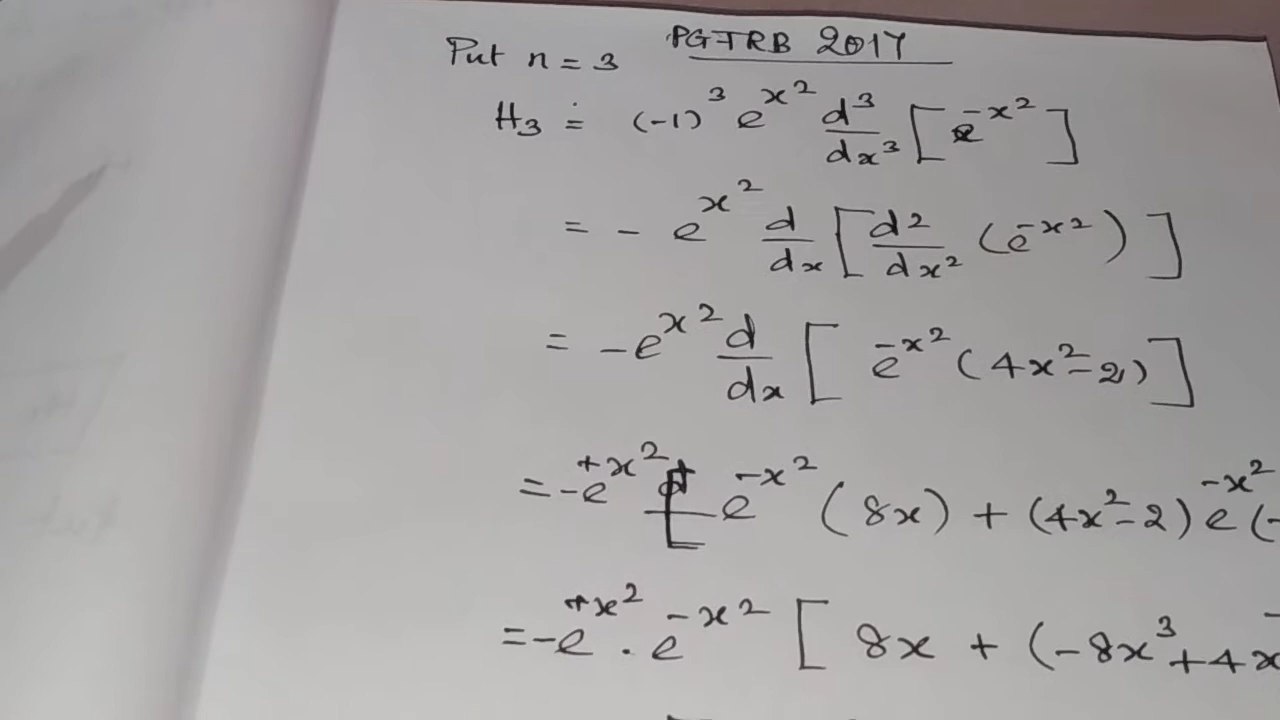 PGTRB 2017
Put n = 3
H₃ = (-1)³ e^{x²} d³/dx³ [e^{-x²}]
= - e^{x²} d/dx [d²/dx² (e^{-x²})]
= -e^{x²} d/dx [e^{-x²} (4x²-2)]
= -e^{+x²} [e^{-x²} (8x) + (4x²-2) e^{-x²} (-
= -e^{+x²} . e^{-x²} [8x + (-8x³+4x